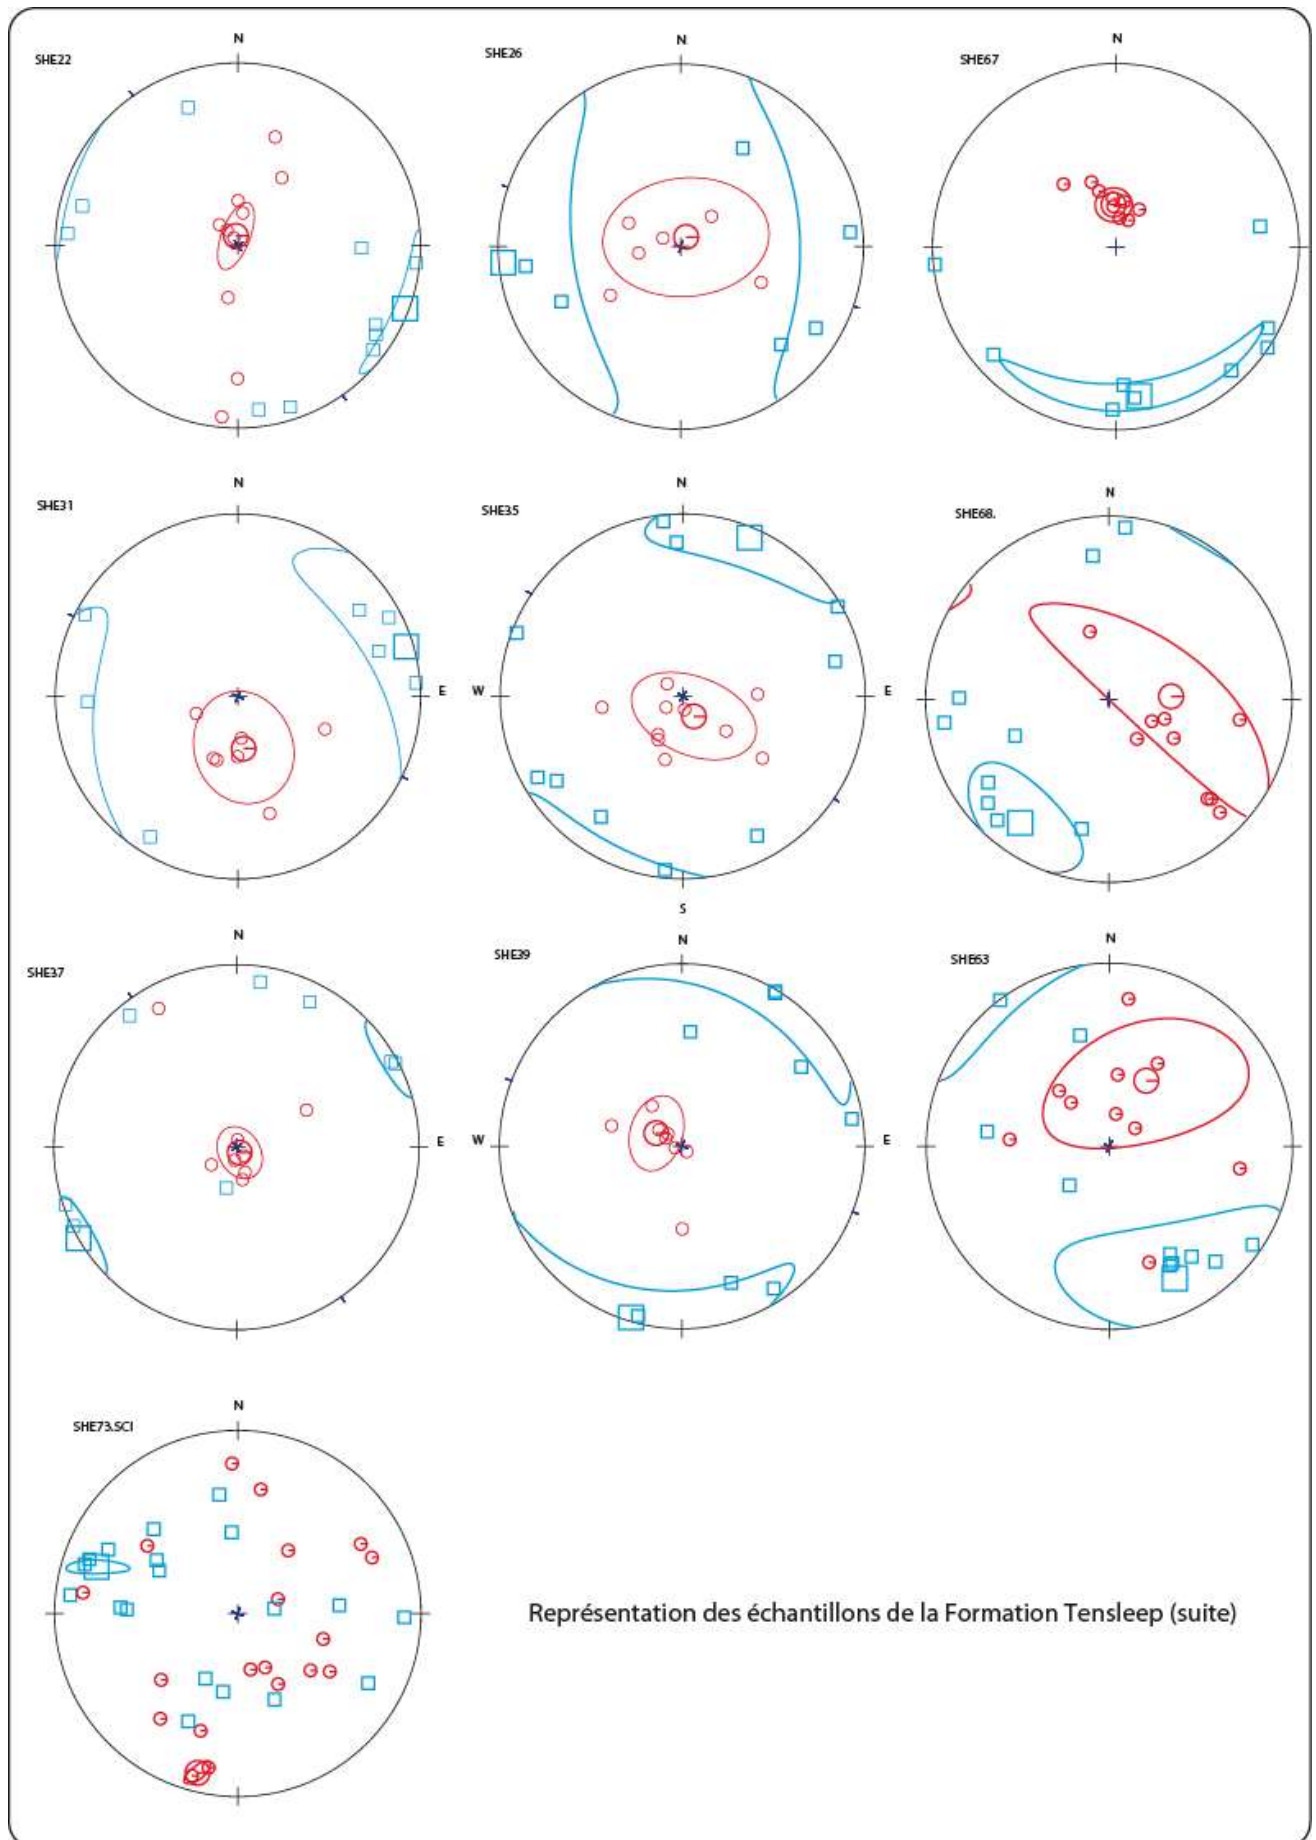 N
N
N
SHE22
SHE26
SHE67
N
N
N
SHE31
SHE35
SHE68.
E
W
E
S
N
N
N
SHE37
SHE39
SHE63
E
W
E
N
SHE73.SCI
Représentation des échantillons de la Formation Tensleep (suite)